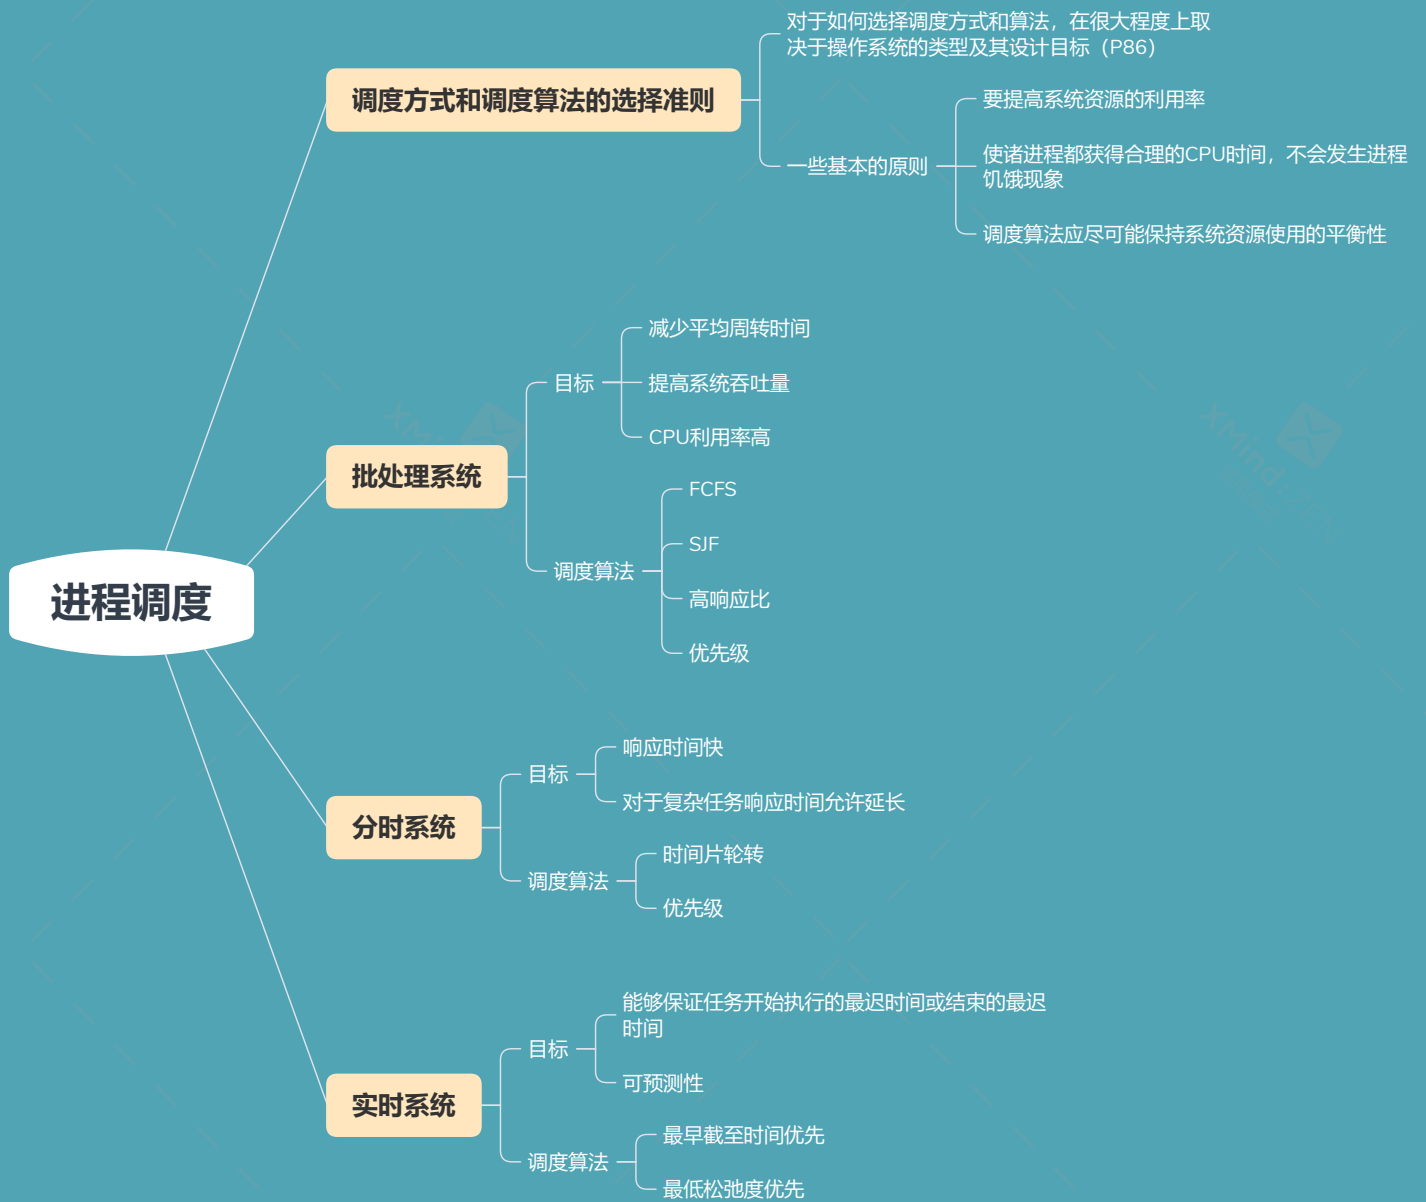 对于如何选择调度方式和算法，在很大程度上取
决于操作系统的类型及其设计目标（P86）
调度方式和调度算法的选择准则
要提高系统资源的利用率
使诸进程都获得合理的CPU时间，不会发生进程
饥饿现象
一些基本的原则
调度算法应尽可能保持系统资源使用的平衡性
减少平均周转时间
目标
提高系统吞吐量
CPU利用率高
批处理系统
FCFS
SJF
调度算法
高响应比
优先级
进程调度
响应时间快
目标
对于复杂任务响应时间允许延长
分时系统
时间片轮转
调度算法
优先级
能够保证任务开始执行的最迟时间或结束的最迟
时间
目标
可预测性
实时系统
最早截至时间优先
调度算法
最低松弛度优先
XMind